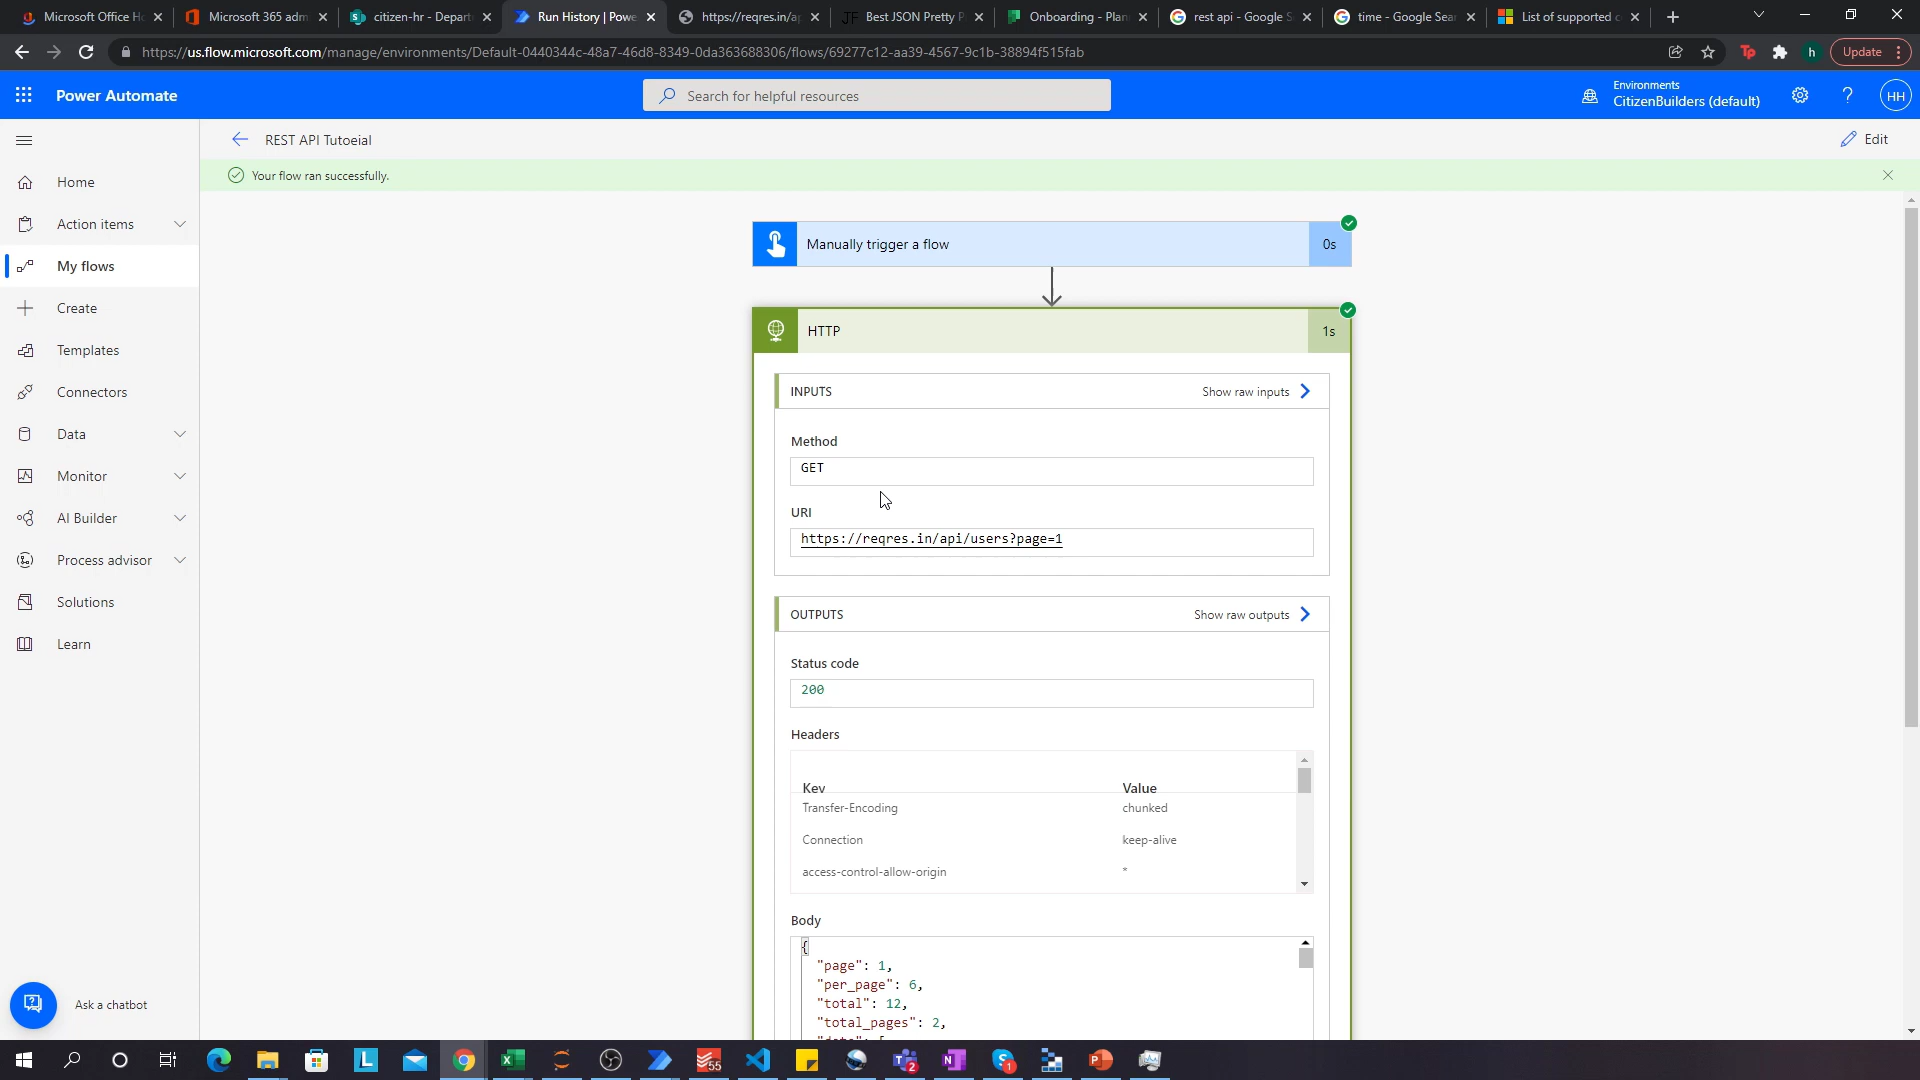 Microsoft Office Ho
Microsoft 365 adm
citizen-hr - Depart
Run History | Powe
https://reqres.in/ap
JF Best JSON Pretty P
Onboarding - Plan
rest api - Google S
time - Google Sea
List of supported
https://us.flow.microsoft.com/manage/environments/Default-0440344c-48a7-46d8-8349-0da363688306/flows/69277c12-aa39-4567-9c1b-38894f515fab
h
Update
Power Automate
Search for helpful resources
Environments
CitizenBuilders (default)
?
HH
REST API Tutoeial
Edit
Your flow ran successfully.
Home
Action items
My flows
Create
Templates
Connectors
Data
Monitor
AI Builder
Process advisor
Solutions
Learn
Ask a chatbot
Manually trigger a flow
0s
HTTP
1s
INPUTS
Show raw inputs
Method
GET
URI
https://reqres.in/api/users?page=1
OUTPUTS
Show raw outputs
Status code
200
Headers
Key Value
Transfer-Encoding chunked
Connection keep-alive
access-control-allow-origin *
Body
{
"page": 1,
"per_page": 6,
"total": 12,
"total_pages": 2,
"data": [
55
2
1